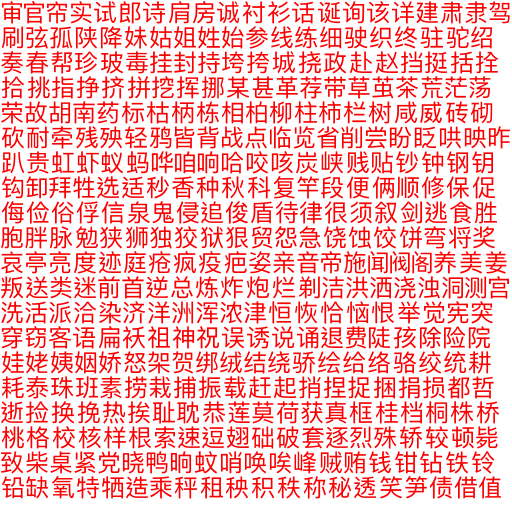 审官帘实试郎诗肩房诚衬衫话诞询该详建肃隶驾
刷弦孤陕降妹姑姐姓始参线练细驶织终驻驼绍
奏春帮珍玻毒挂封持垮挎城挠政赴赵挡挺括拴
拾挑指挣挤拼挖挥挪某甚革荐带草茧茶荒茫荡
荣故胡南药标枯柄栋相柏柳柱柿栏树咸威砖砌
砍耐牵残殃轻鸦皆背战点临览省削尝盼眨哄映昨
趴贵虹虾蚁蚂哗咱响哈咬咳炭峡贱贴钞钟钢钥
钩卸拜牲选适秒香种秋科复竿段便俩顺修保促
侮俭俗俘信泉鬼侵追俊盾待律很须叙剑逃食胜
胞胖脉勉狭狮独狡狱狠贸怨急饶蚀饺饼弯将奖
哀亭亮度迹庭疮疯疫疤姿亲音帝施闻阀阁养美姜
叛送类迷前首逆总炼炸炮烂剃洁洪洒浇浊洞测宫
洗活派洽染济洋洲浑浓津恒恢恰恼恨举觉宪突
穿窃客语扁袄祖神祝误诱说诵退费陡孩除险院
娃姥姨姻娇怒架贺绑绒结绕骄绘给络骆绞统耕
耗泰珠班素捞栽捕振载赶起捎捏捉捆捐损都哲
逝捡换挽热挨耻耽恭莲莫荷获真框桂档桐株桥
桃格校核样根索速逗翅础破套逐烈殊轿较顿毙
致柴桌紧党晓鸭晌蚊哨唤唉峰贼贿钱钳钻铁铃
铅缺氧特牺造乘秤租秧积秩称秘透笑笋债借值